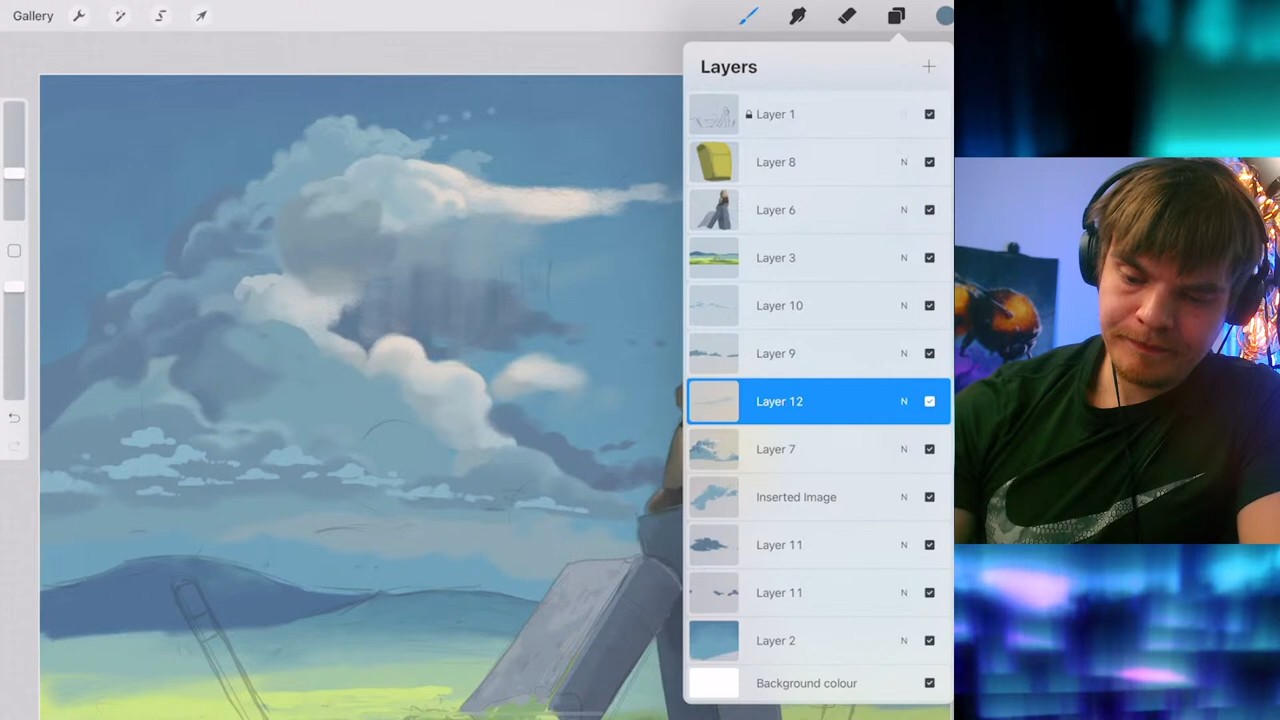 Gallery
Layers
Layer 1
Layer 8
N
Layer 6
N
Layer 3
N
Layer 10
N
Layer 9
N
Layer 12
N
Layer 7
N
Inserted Image
N
Layer 11
N
Layer 11
N
Layer 2
N
Background colour